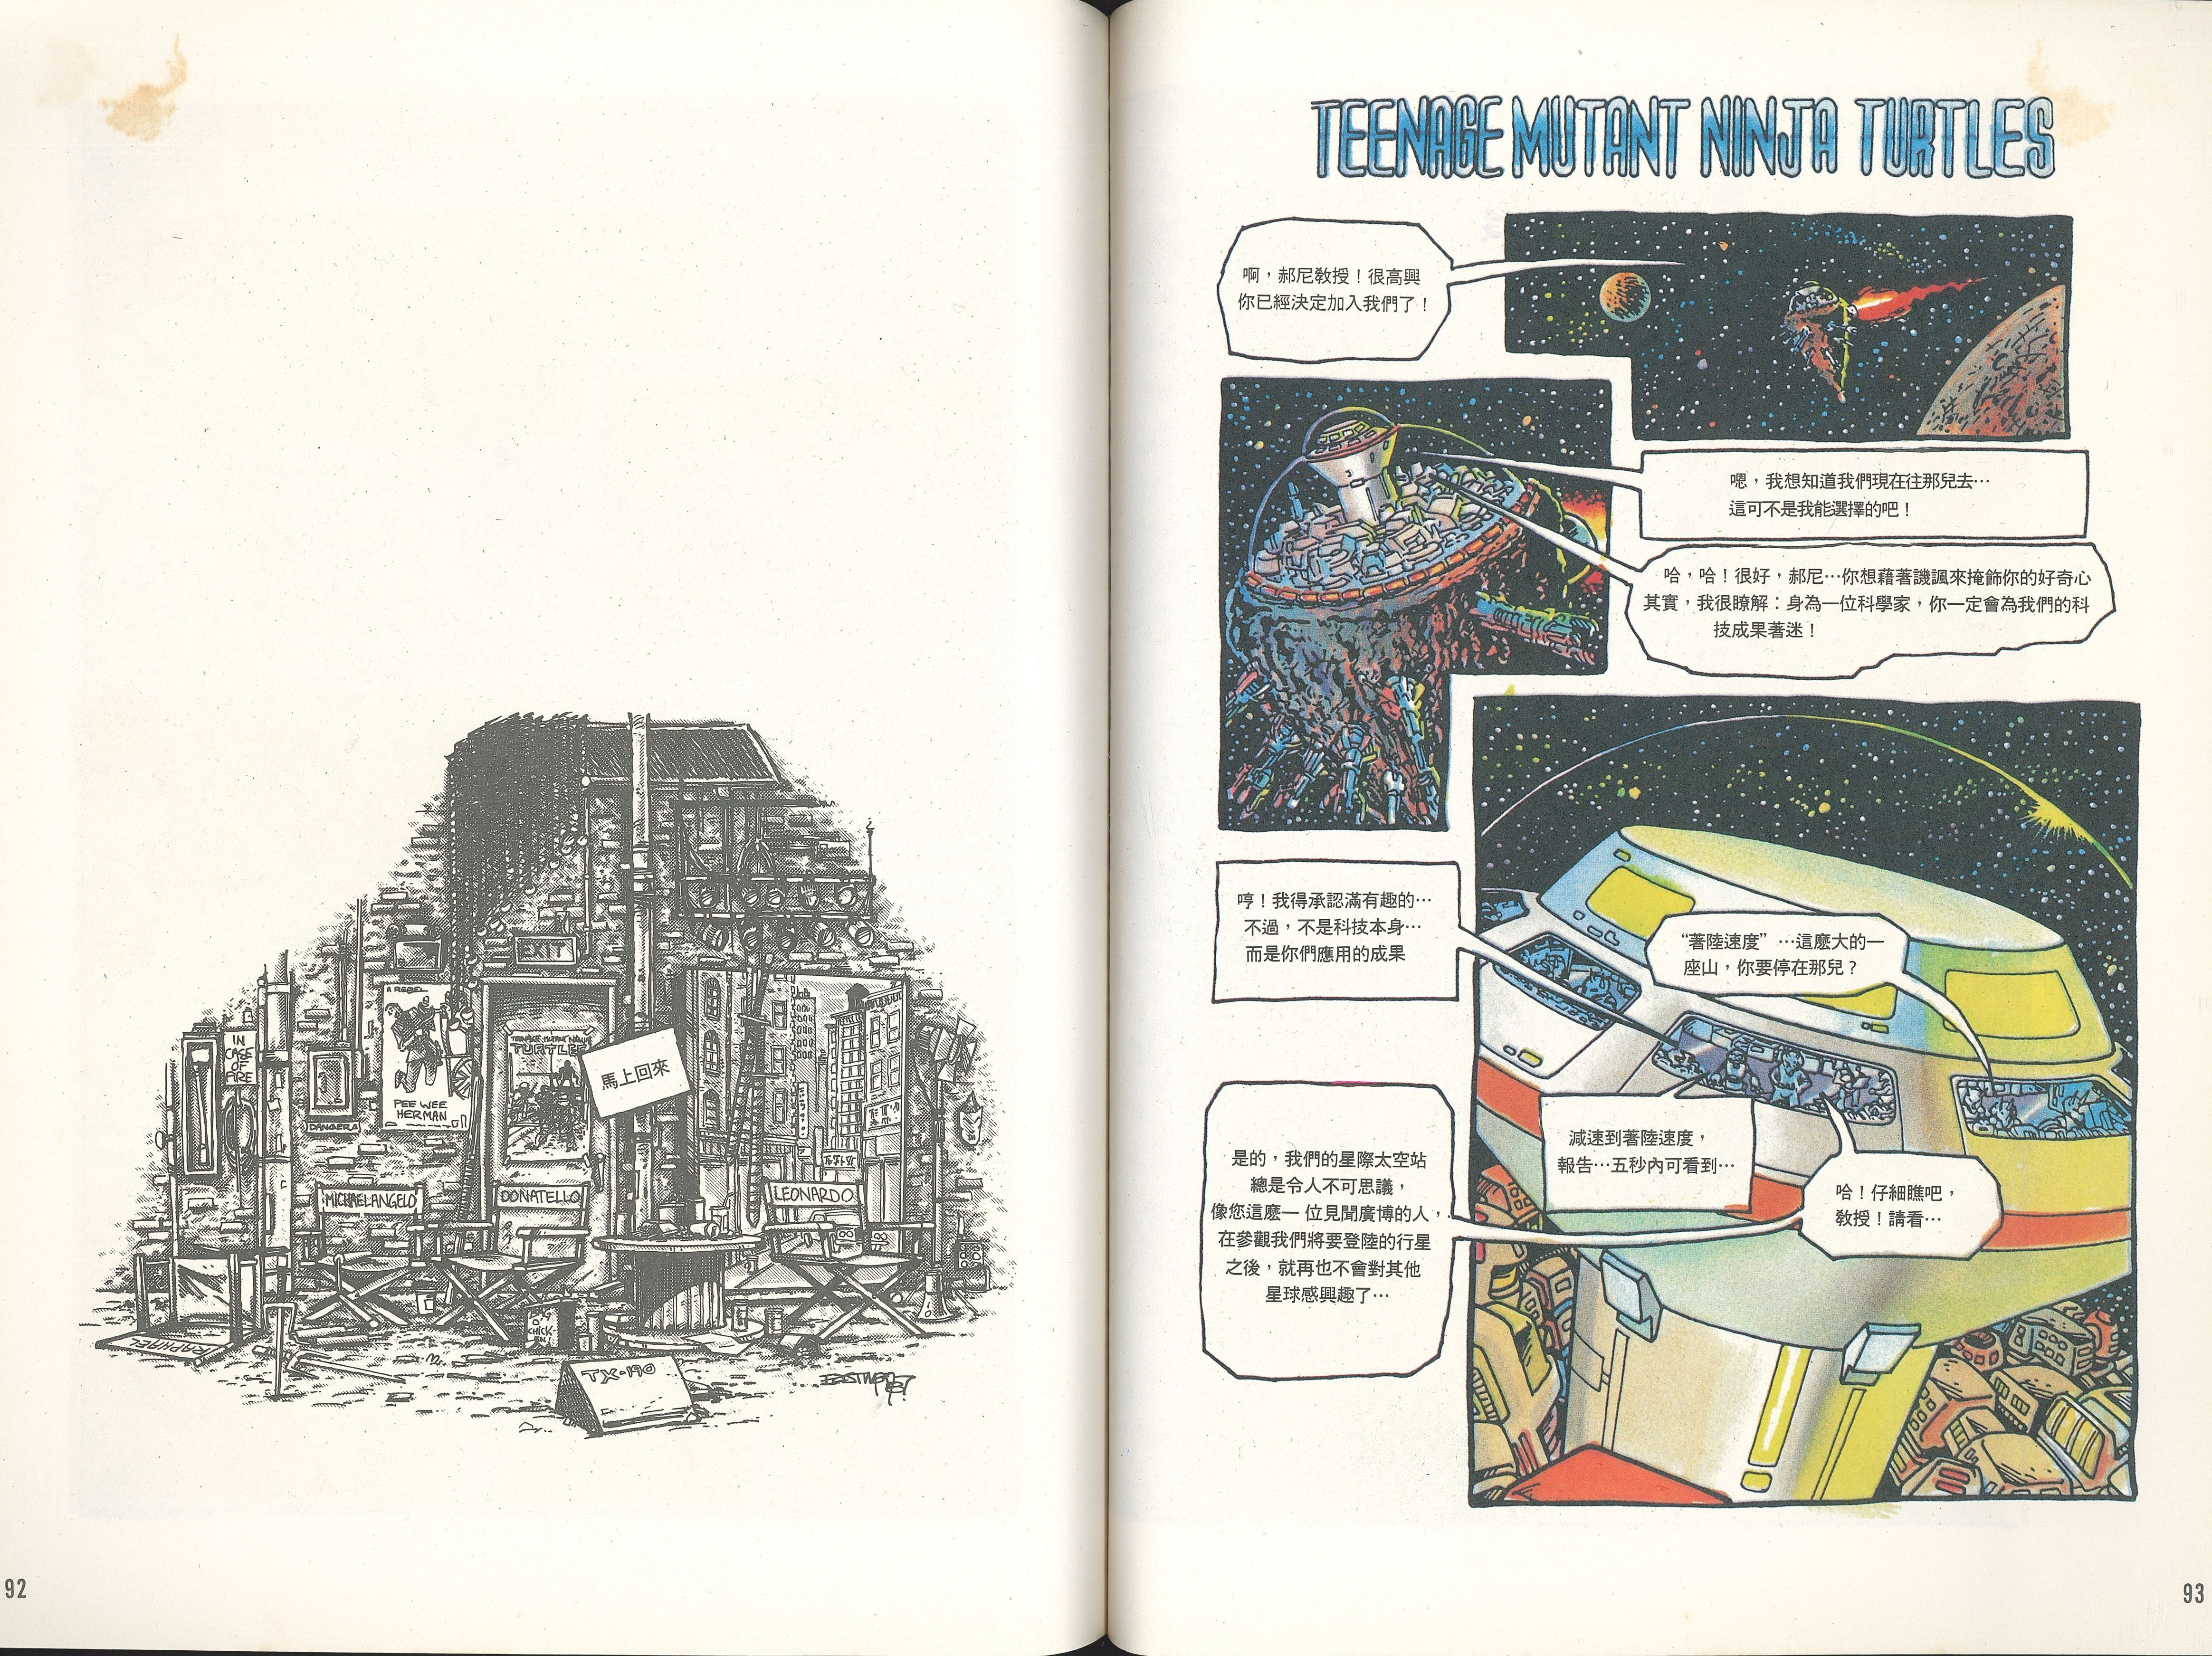 EXIT
A REBEL
IN
CASE
OF
FIRE
PEE WEE
HERMAN
DANGER
TEENAGE MUTANT NINJA
TURTLES
馬上回來
MICHAELANGELO
DONATELLO
LEONARDO
RAPHAEL
TX-190
EASTMAN
92
TEENAGE MUTANT NINJA TURTLES
啊，郝尼教授！很高興
你已經決定加入我們了！
嗯，我想知道我們現在往那兒去⋯
這可不是我能選擇的吧！
哈，哈！很好，郝尼⋯你想藉著譏諷來掩飾你的好奇心
其實，我很瞭解：身為一位科學家，你一定會為我們的科
技成果著迷！
哼！我得承認滿有趣的⋯
不過，不是科技本身⋯
而是你們應用的成果
“著陸速度”⋯這麼大的一
座山，你要停在那兒？
減速到著陸速度，
報告⋯五秒內可看到⋯
哈！仔細瞧吧，
教授！請看⋯
是的，我們的星際太空站
總是令人不可思議，
像您這麼一位見聞廣博的人，
在參觀我們將要登陸的行星
之後，就再也不會對其他
星球感興趣了⋯
93